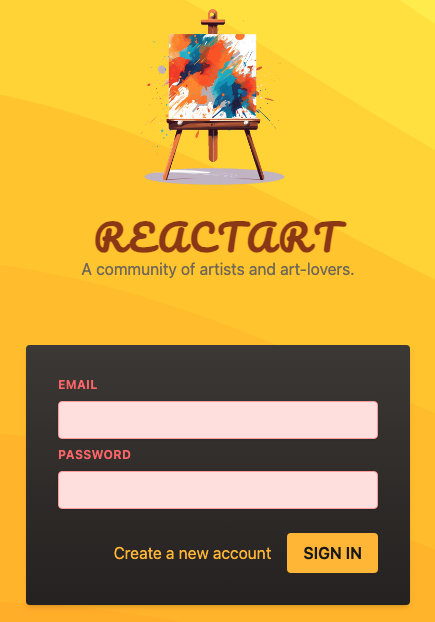 REACTART
A community of artists and art-lovers.
EMAIL
PASSWORD
Create a new account
SIGN IN